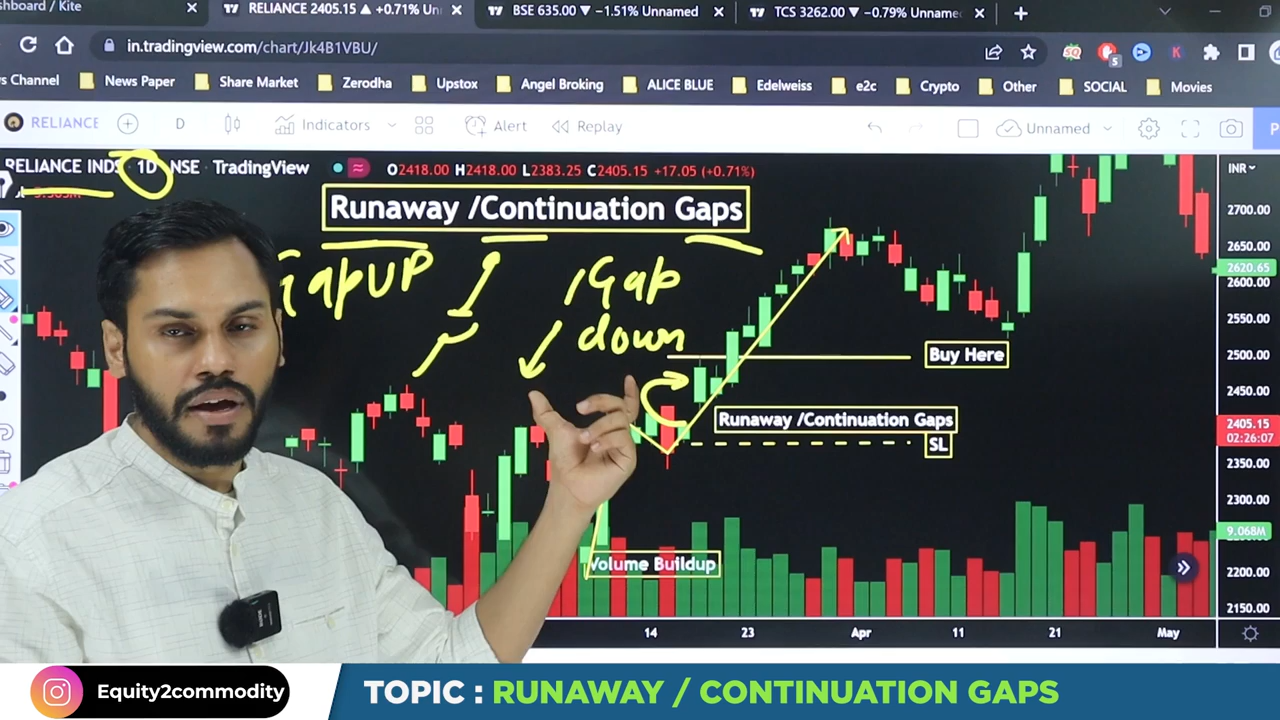 shboard / Kite
RELIANCE 2405.15 ▲ +0.71% Un
BSE 635.00 ▼ −1.51% Unnamed
TCS 3262.00 ▼ −0.79% Unname
in.tradingview.com/chart/Jk4B1VBU/
s Channel
News Paper
Share Market
Zerodha
Upstox
Angel Broking
ALICE BLUE
Edelweiss
e2c
Crypto
Other
SOCIAL
Movies
RELIANCE
D
Indicators
Alert
Replay
Unnamed
P
RELIANCE INDS 1D NSE TradingView
O2418.00 H2418.00 L2383.25 C2405.15 +17.05 (+0.71%)
INR
Runaway /Continuation Gaps
GapUP
/Gap
down
2700.00
2650.00
2620.65
2600.00
2550.00
2500.00
2450.00
2405.15
02:26:07
2350.00
2300.00
9.068M
2200.00
2150.00
Buy Here
Runaway /Continuation Gaps
SL
Volume Buildup
14
23
Apr
11
21
May
Equity2commodity
TOPIC : RUNAWAY / CONTINUATION GAPS